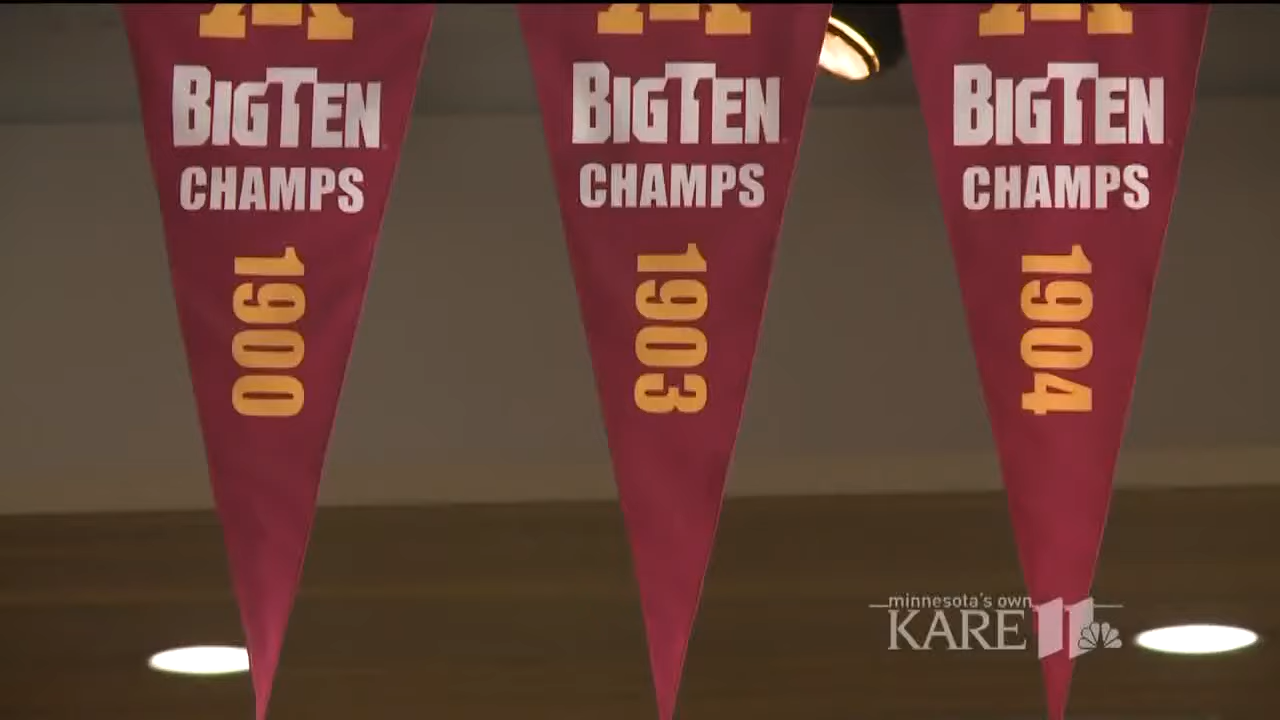 BIG TEN
CHAMPS
1900
BIG TEN
CHAMPS
1903
BIG TEN
CHAMPS
1904
minnesota's own
KARE 11